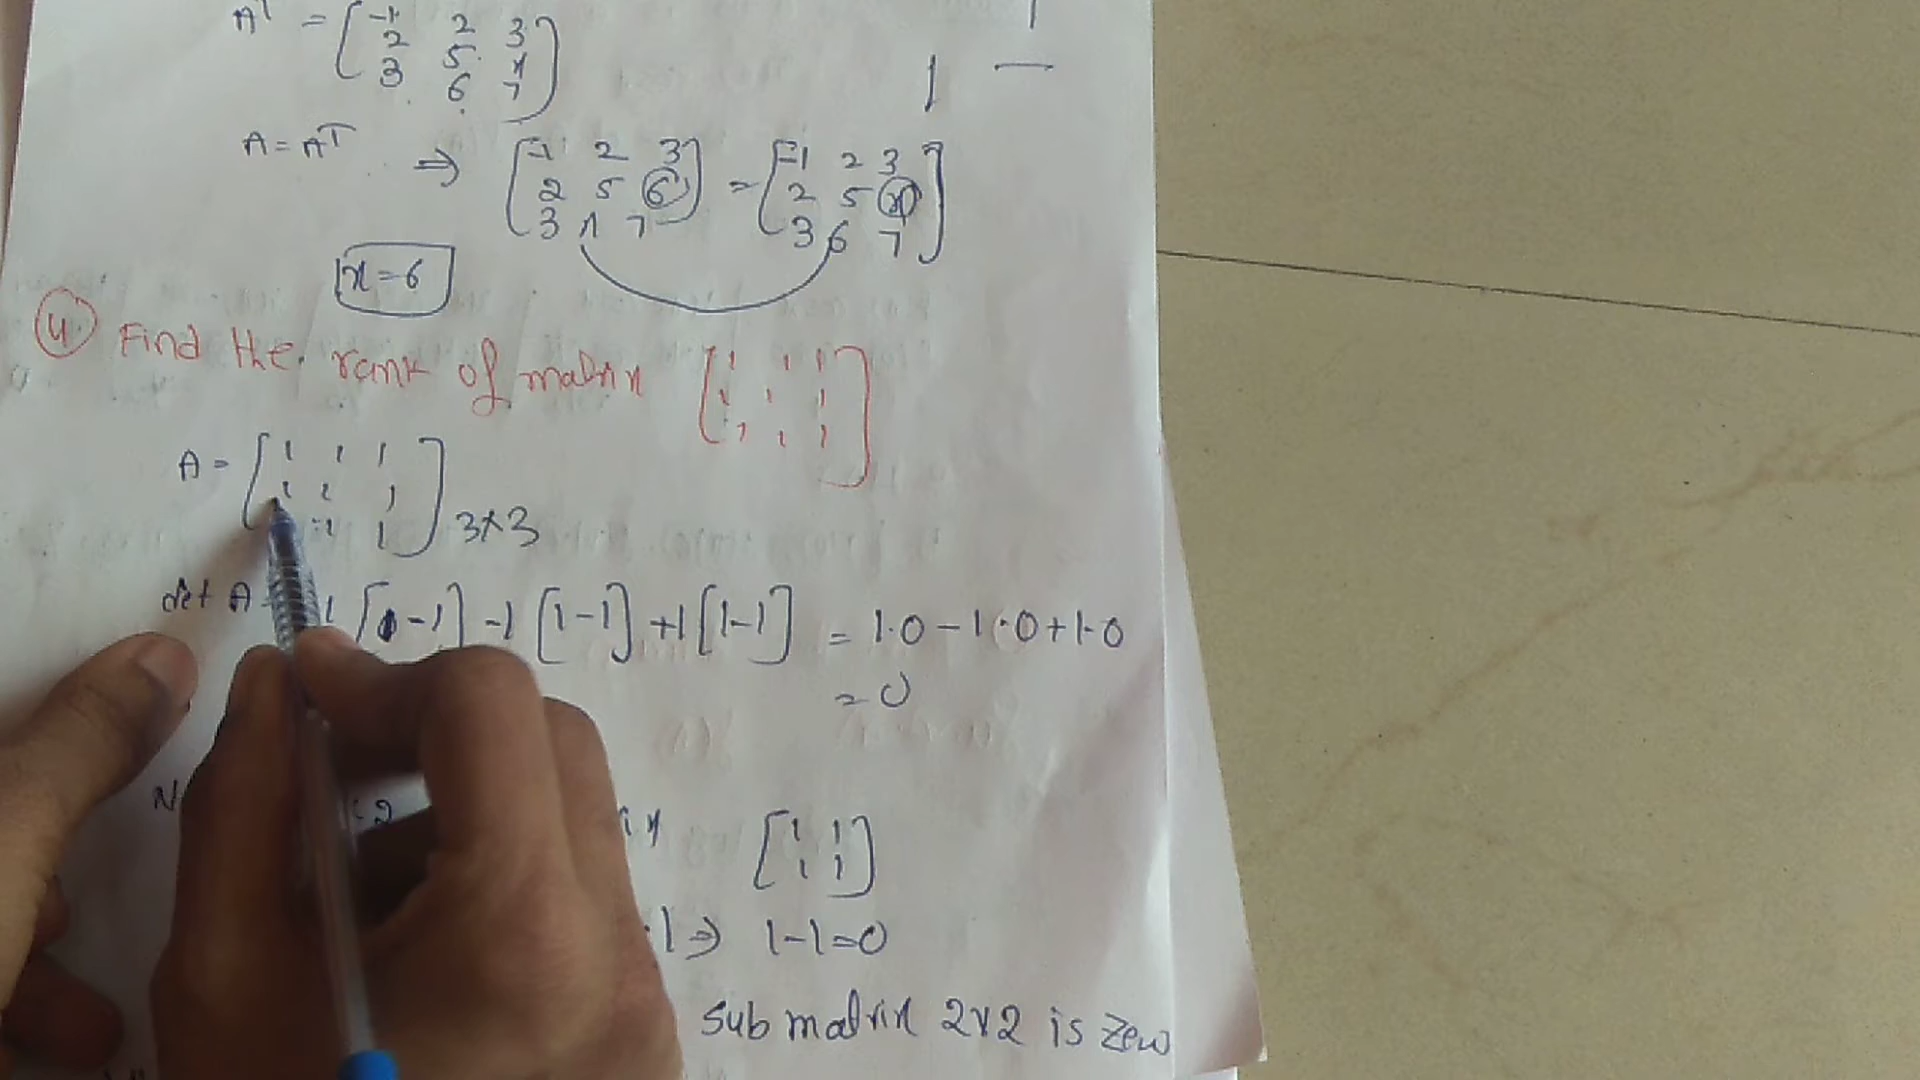 Aᵀ = [-1 2 3
2 5 x
3 6 7]
A = Aᵀ ⇒ [-1 2 3 = [-1 2 3
2 5 6 2 5 x
3 x 7] 3 6 7]
x = 6
4 Find the rank of matrix [1 1 1
1 1 1
1 1 1]
A = [1 1 1
1 1 1
1 1] 3×3
det A 1 [1-1] -1 [1-1] +1 [1-1] = 1·0 - 1·0 + 1·0
= 0
[1 1
1 1]
⇒ 1-1=0
Sub matrix 2×2 is zero